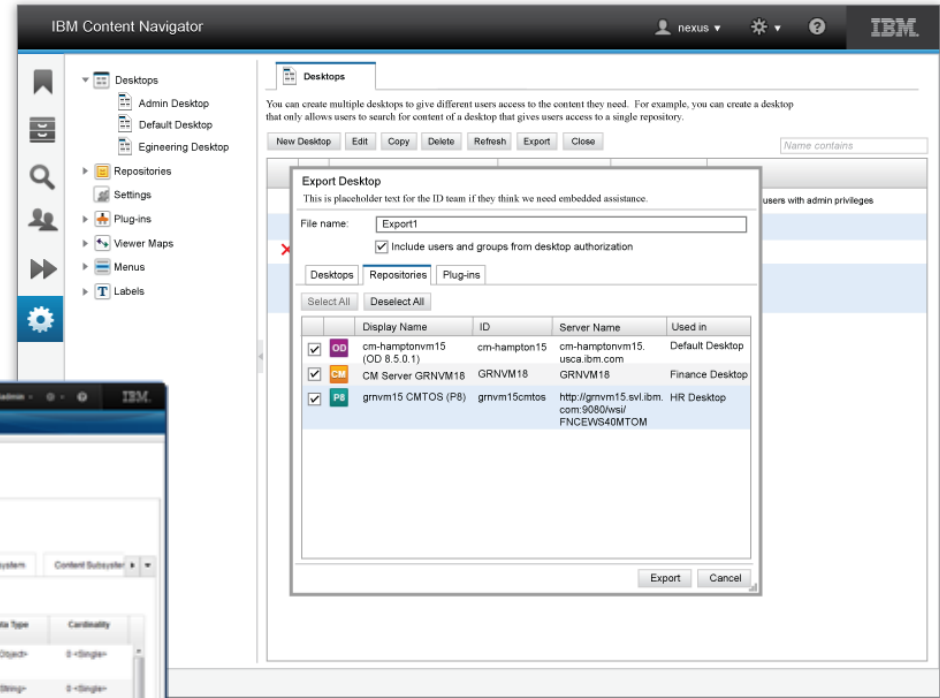 IBM Content Navigator
nexus
IBM.
Desktops
Admin Desktop
Default Desktop
Egineering Desktop
Repositories
Settings
Plug-ins
Viewer Maps
Menus
T Labels
Desktops
You can create multiple desktops to give different users access to the content they need. For example, you can create a desktop
that only allows users to search for content of a desktop that gives users access to a single repository.
New Desktop Edit Copy Delete Refresh Export Close
Name contains
users with admin privileges
Export Desktop
This is placeholder text for the ID team if they think we need embedded assistance.
File name: Export1
Include users and groups from desktop authorization
Desktops Repositories Plug-ins
Select All Deselect All
Display Name ID Server Name Used in
OD cm-hamptonvm15 cm-hampton15 cm-hamptonvm15. Default Desktop
(OD 8.5.0.1) usca.ibm.com
CM CM Server GRNVM18 GRNVM18 GRNVM18 Finance Desktop
P8 grnvm15 CMTOS (P8) grnvm15cmtos http://grnvm15.svl.ibm. HR Desktop
com:9080/wsi/
FNCEWS40MTOM
Export Cancel
IBM.
Content Subsyster
Cardinality
0 <Single>
0 <Single>